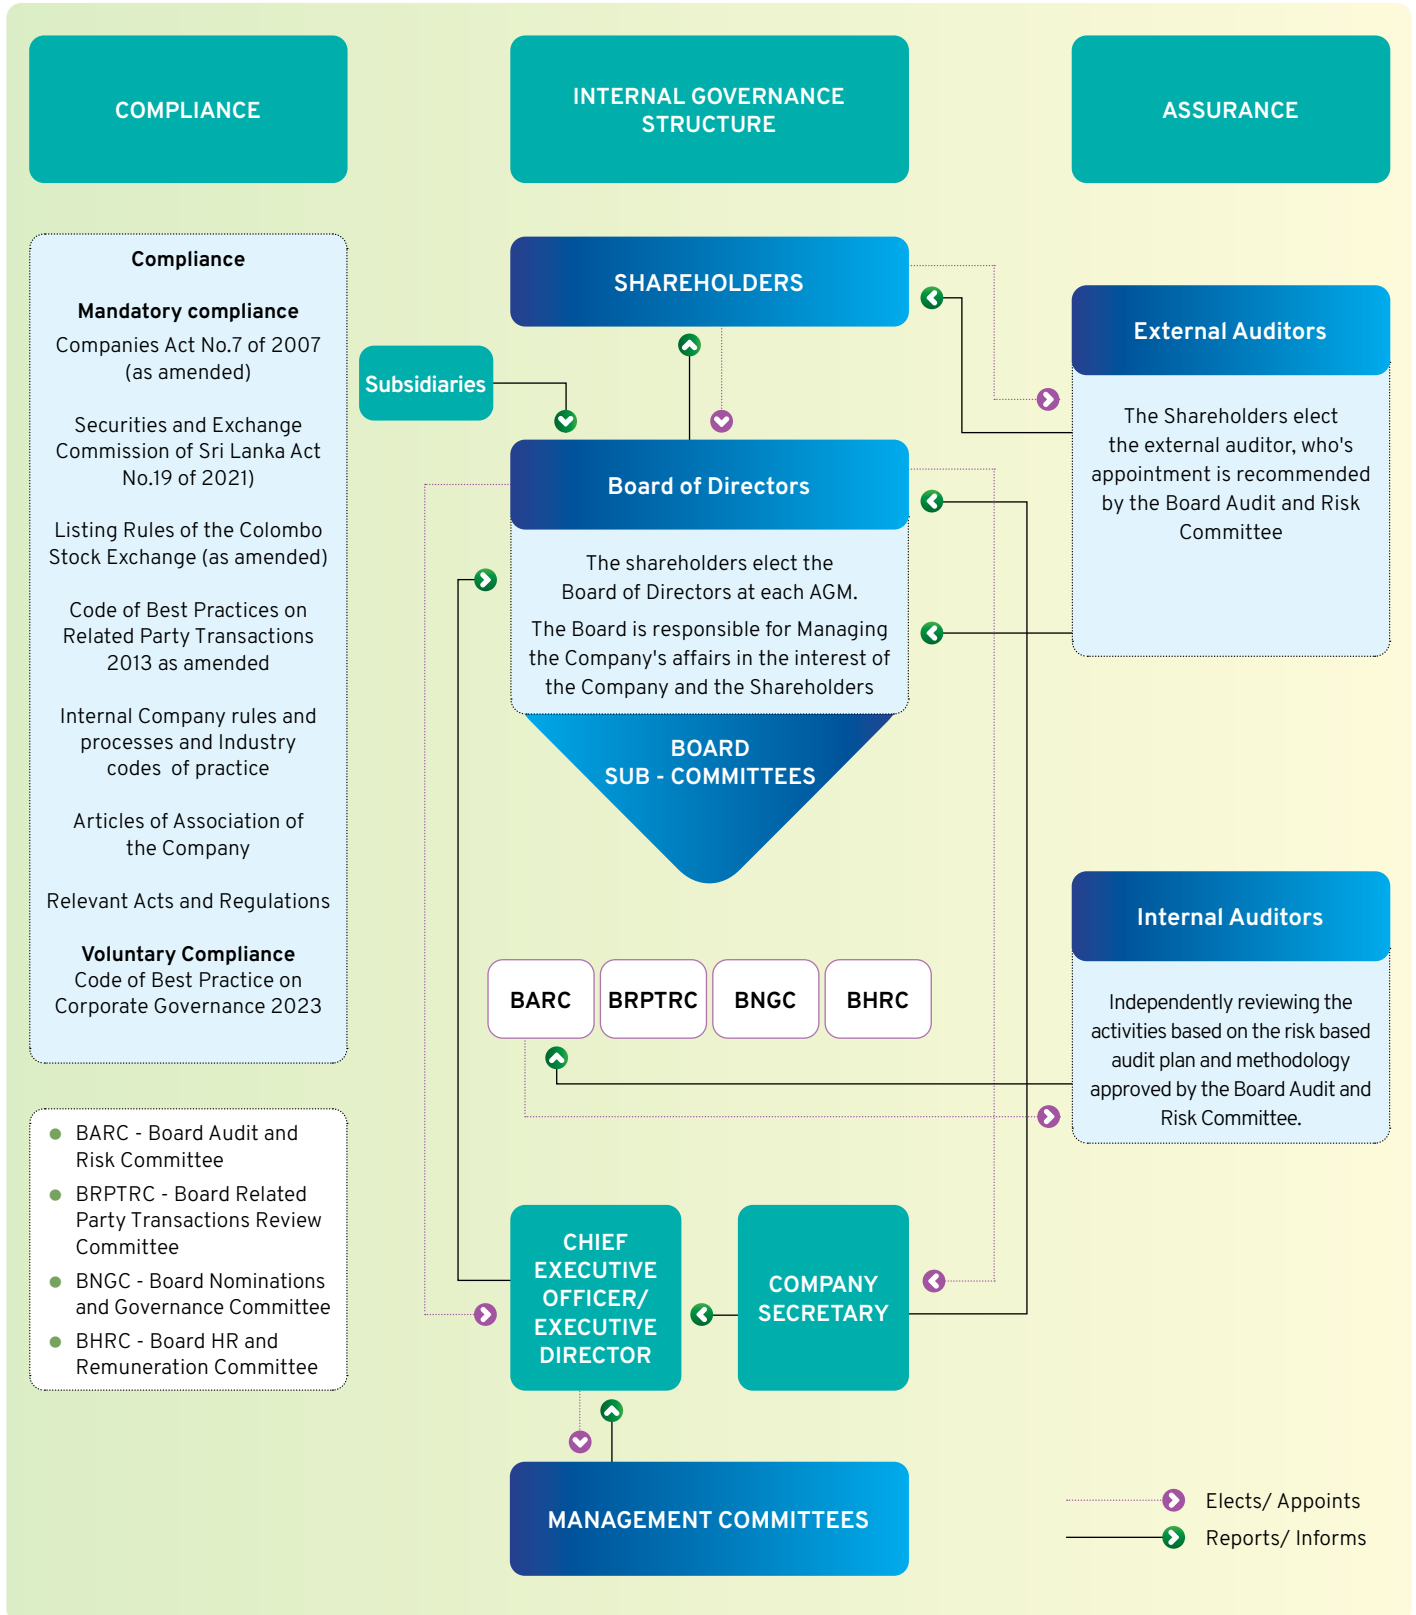 COMPLIANCE
INTERNAL GOVERNANCE
STRUCTURE
ASSURANCE
Compliance
Mandatory compliance
Companies Act No.7 of 2007
(as amended)
Securities and Exchange
Commission of Sri Lanka Act
No.19 of 2021)
Listing Rules of the Colombo
Stock Exchange (as amended)
Code of Best Practices on
Related Party Transactions
2013 as amended
Internal Company rules and
processes and Industry
codes of practice
Articles of Association of
the Company
Relevant Acts and Regulations
Voluntary Compliance
Code of Best Practice on
Corporate Governance 2023
BARC - Board Audit and
Risk Committee
BRPTRC - Board Related
Party Transactions Review
Committee
BNGC - Board Nominations
and Governance Committee
BHRC - Board HR and
Remuneration Committee
SHAREHOLDERS
Subsidiaries
Board of Directors
The shareholders elect the
Board of Directors at each AGM.
The Board is responsible for Managing
the Company's affairs in the interest of
the Company and the Shareholders
BOARD
SUB - COMMITTEES
BARC
BRPTRC
BNGC
BHRC
CHIEF
EXECUTIVE
OFFICER/
EXECUTIVE
DIRECTOR
COMPANY
SECRETARY
MANAGEMENT COMMITTEES
External Auditors
The Shareholders elect
the external auditor, who's
appointment is recommended
by the Board Audit and Risk
Committee
Internal Auditors
Independently reviewing the
activities based on the risk based
audit plan and methodology
approved by the Board Audit and
Risk Committee.
Elects/ Appoints
Reports/ Informs